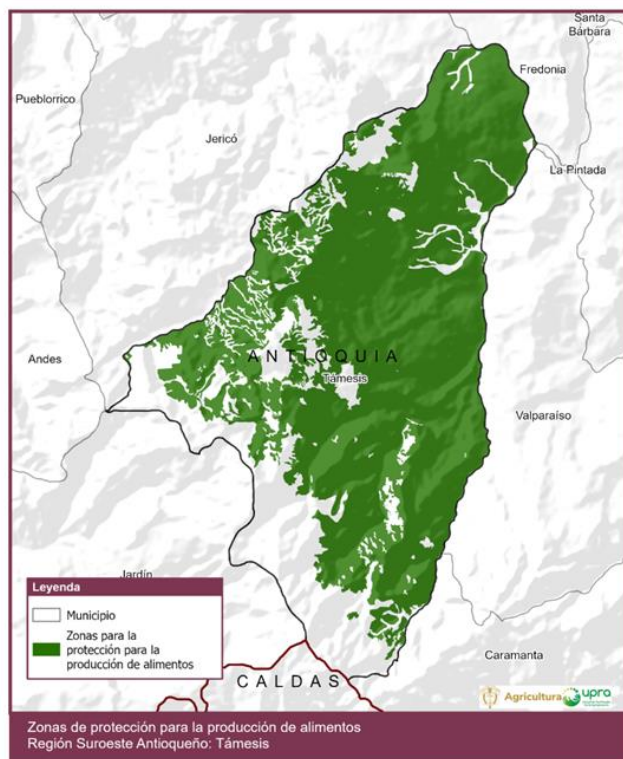 Santa
Bárbara
Fredonia
Pueblorrico
Jericó
La Pintada
Andes
ANTIOQUIA
Támesis
Valparaíso
Jardín
Leyenda
Municipio
Zonas para la
protección para la
producción de alimentos
Caramanta
CALDAS
Agricultura
upra
Zonas de protección para la producción de alimentos
Región Suroeste Antioqueño: Támesis